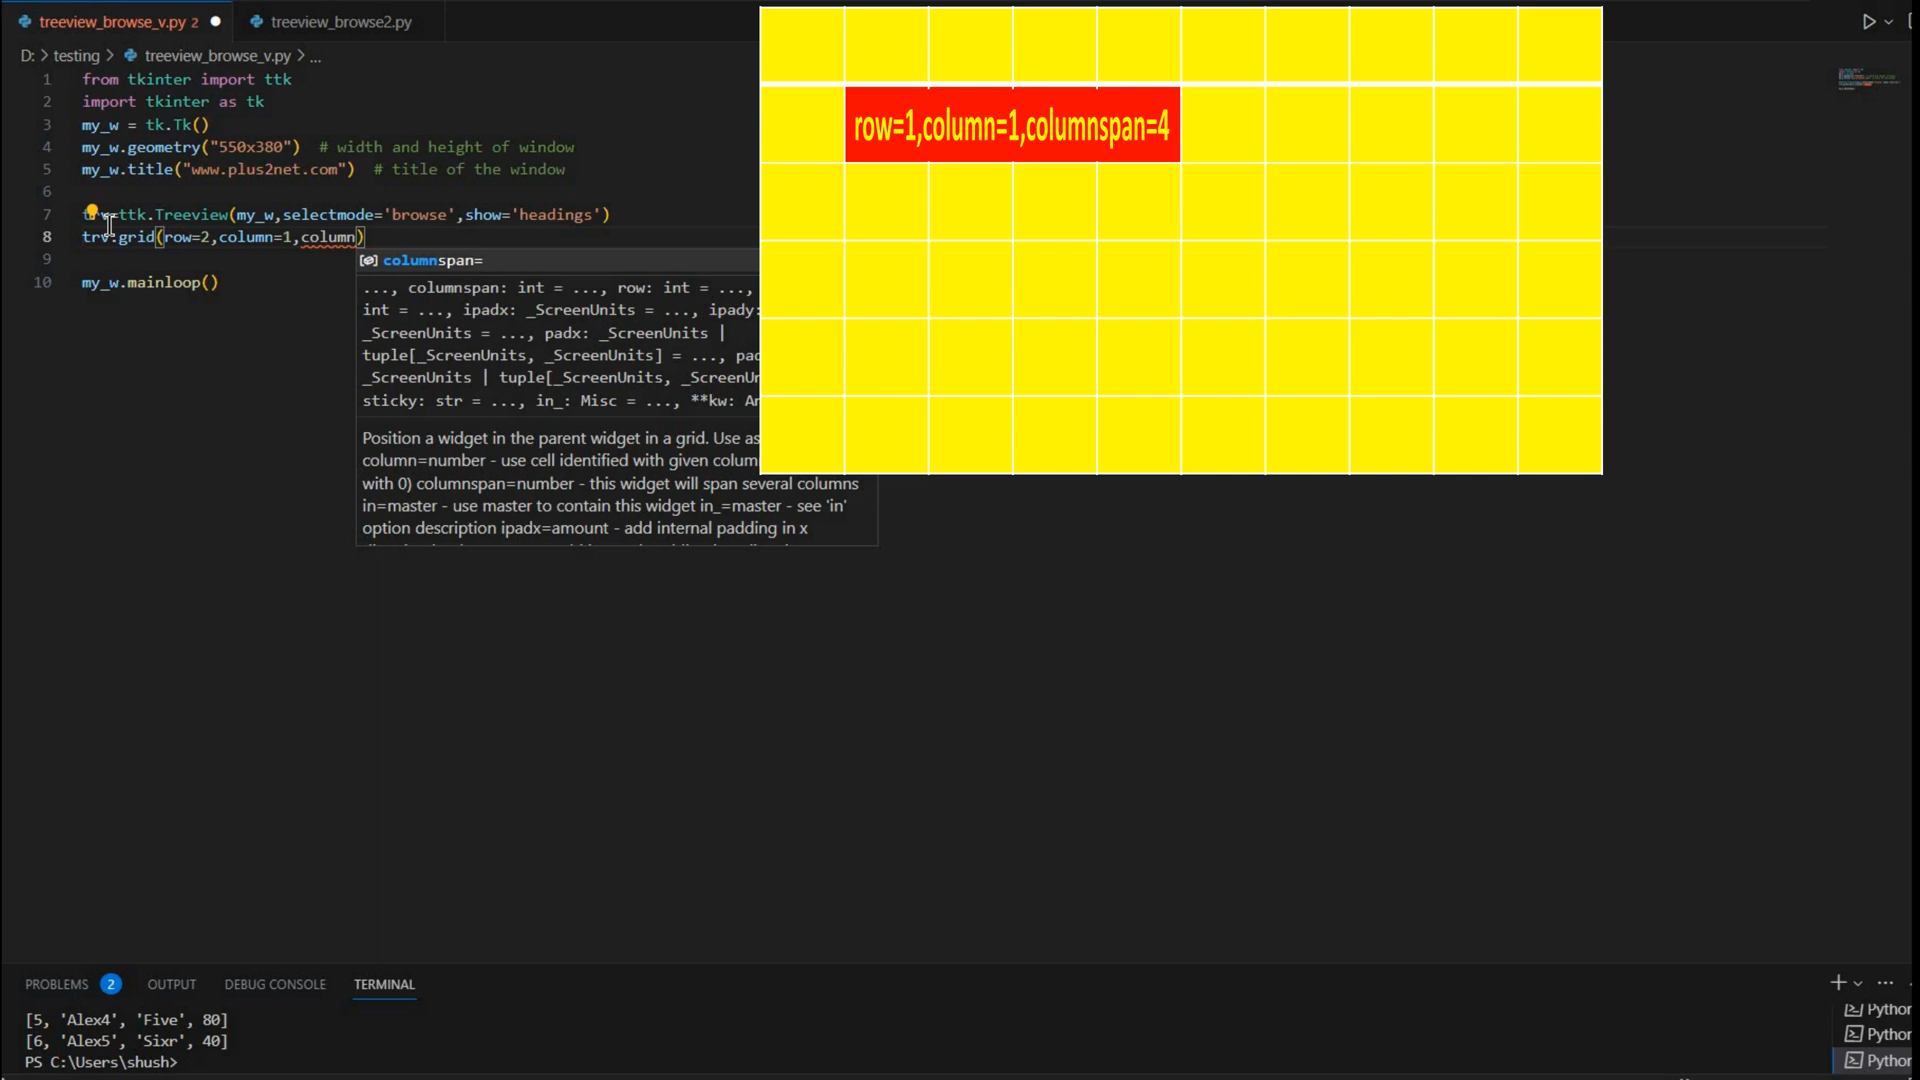 treeview_browse_v.py 2
treeview_browse2.py
D: > testing > treeview_browse_v.py > ...
1 from tkinter import ttk
2 import tkinter as tk
3 my_w = tk.Tk()
4 my_w.geometry("550x380")  # width and height of window
5 my_w.title("www.plus2net.com")  # title of the window
6
7 trv=ttk.Treeview(my_w,selectmode='browse',show='headings')
8 trv.grid(row=2,column=1,column)
9
10 my_w.mainloop()
columnspan=
..., columnspan: int = ..., row: int = ...,
int = ..., ipadx: _ScreenUnits = ..., ipady:
_ScreenUnits = ..., padx: _ScreenUnits |
tuple[_ScreenUnits, _ScreenUnits] = ...,
_ScreenUnits | tuple[_ScreenUnits,
sticky: str = ..., in_: Misc = ..., **kw:
Position a widget in the parent widget in a grid. Use as
column=number - use cell identified with given
with 0) columnspan=number - this widget will span several columns
in=master - use master to contain this widget in_=master - see 'in'
option description ipadx=amount - add internal padding in x
row=1,column=1,columnspan=4
PROBLEMS 2 OUTPUT DEBUG CONSOLE TERMINAL
[5, 'Alex4', 'Five', 80]
[6, 'Alex5', 'Sixr', 40]
PS C:\Users\shush>
Python
Python
Python